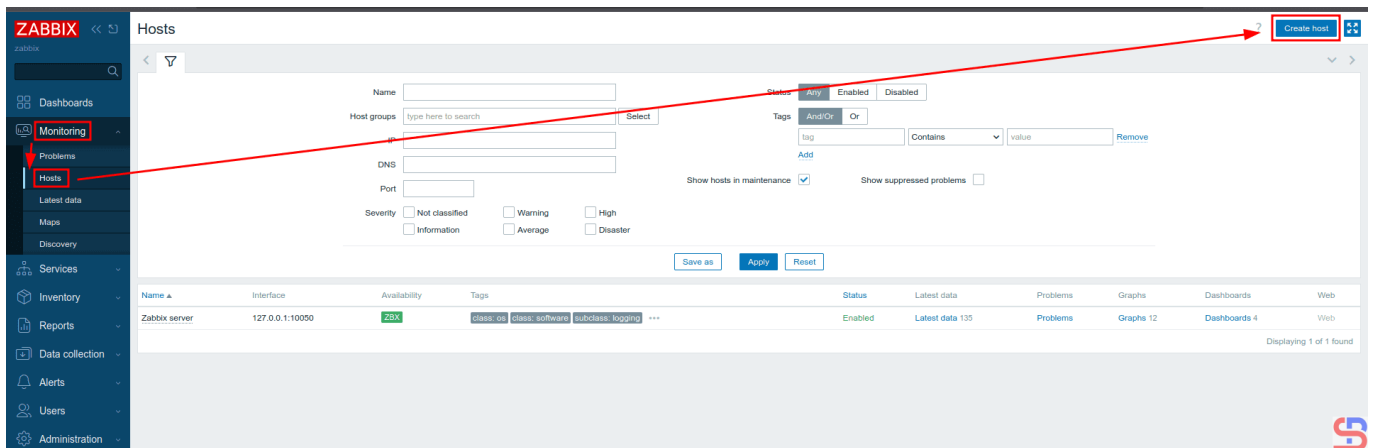 ZABBIX
zabbix
Dashboards
Monitoring
Problems
Hosts
Latest data
Maps
Discovery
Services
Inventory
Reports
Data collection
Alerts
Users
Administration
Hosts
? Create host
Name
Host groups type here to search Select
IP
DNS
Port
Severity Not classified Warning High
Information Average Disaster
Status Any Enabled Disabled
Tags And/Or Or
tag Contains value Remove
Add
Show hosts in maintenance Show suppressed problems
Save as Apply Reset
Name Interface Availability Tags Status Latest data Problems Graphs Dashboards Web
Zabbix server 127.0.0.1:10050 ZBX class: os class: software subclass: logging ••• Enabled Latest data 135 Problems Graphs 12 Dashboards 4 Web
Displaying 1 of 1 found